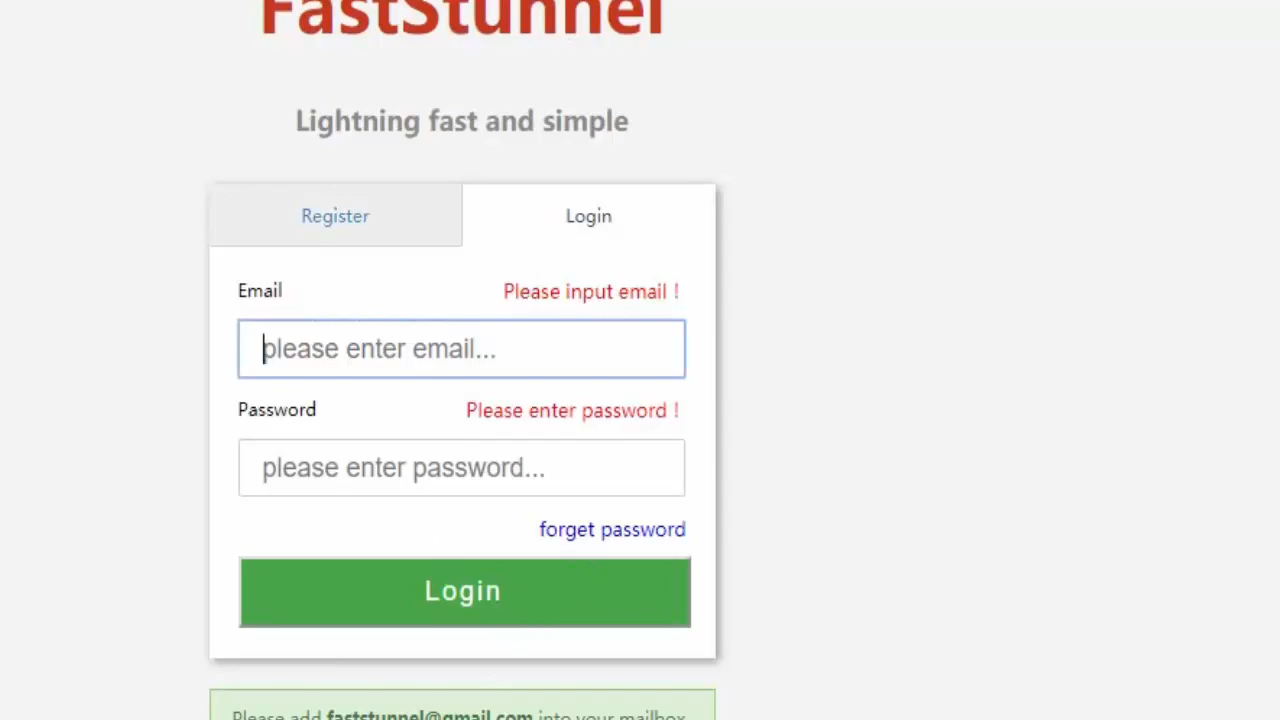 FastStunnel
Lightning fast and simple
Register
Login
Email
Please input email !
please enter email...
Password
Please enter password !
please enter password...
forget password
Login
Please add faststunnel@gmail.com into your mailbox